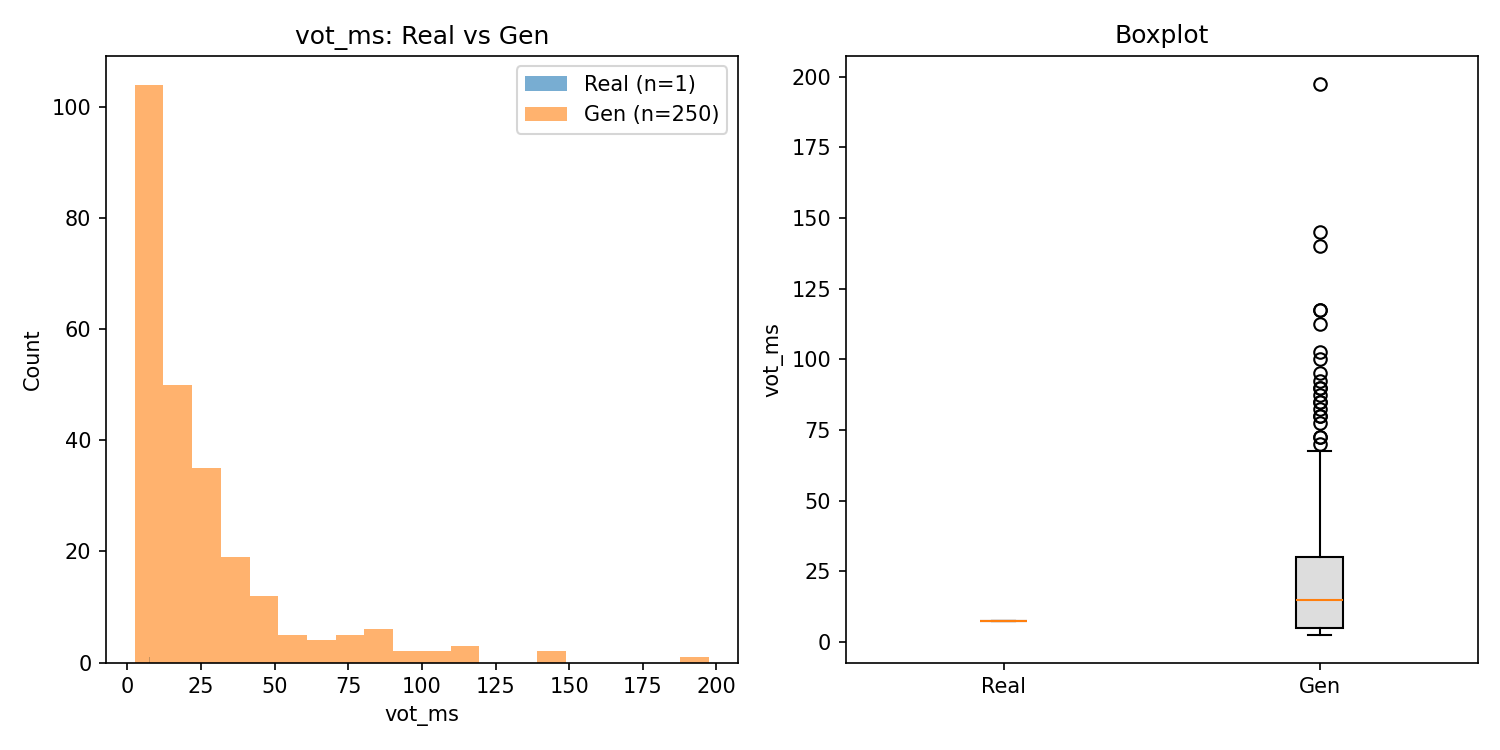 vot_ms: Real vs Gen
Real (n=1)
Gen (n=250)
Count
100
80
60
40
20
0
0 25 50 75 100 125 150 175 200
vot_ms
Boxplot
vot_ms
200
175
150
125
100
75
50
25
0
Real Gen